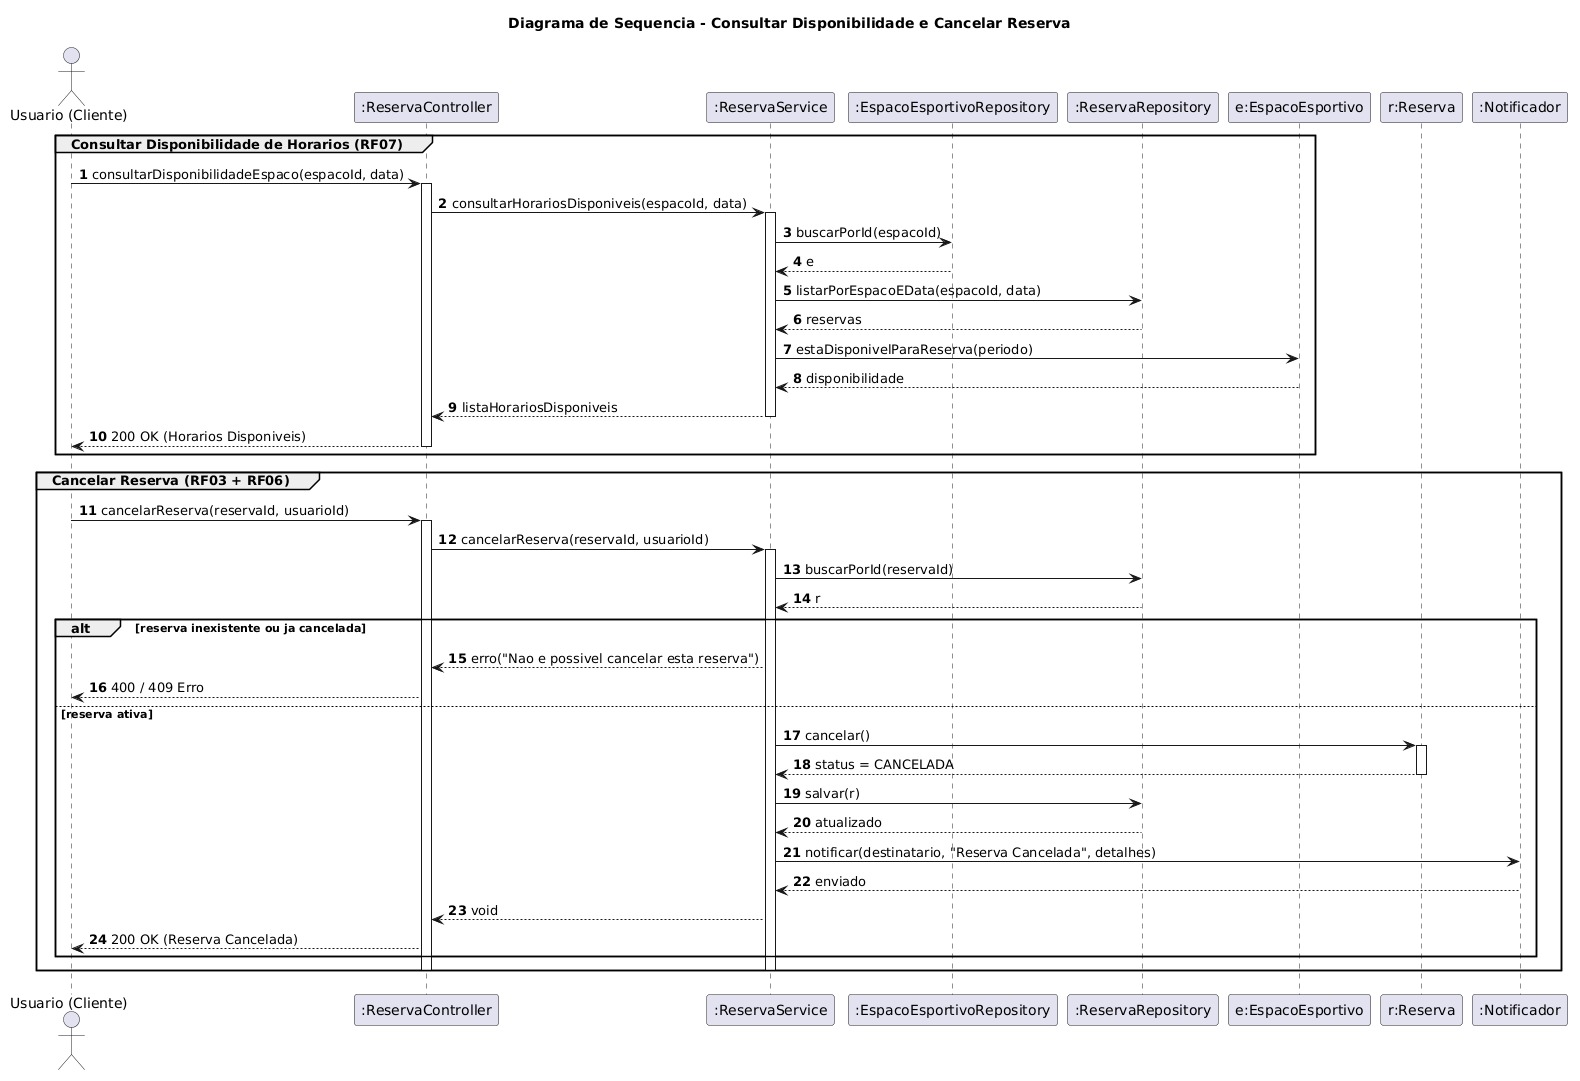 Diagrama de Sequencia - Consultar Disponibilidade e Cancelar Reserva
Usuario (Cliente)
:ReservaController
:ReservaService
:EspacoEsportivoRepository
:ReservaRepository
e:EspacoEsportivo
r:Reserva
:Notificador
Consultar Disponibilidade de Horarios (RF07)
1 consultarDisponibilidadeEspaco(espacoId, data)
2 consultarHorariosDisponiveis(espacoId, data)
3 buscarPorId(espacoId)
4 e
5 listarPorEspacoEData(espacoId, data)
6 reservas
7 estaDisponivelParaReserva(periodo)
8 disponibilidade
9 listaHorariosDisponiveis
10 200 OK (Horarios Disponiveis)
Cancelar Reserva (RF03 + RF06)
11 cancelarReserva(reservaId, usuarioId)
12 cancelarReserva(reservaId, usuarioId)
13 buscarPorId(reservaId)
14 r
alt [reserva inexistente ou ja cancelada]
15 erro("Nao e possivel cancelar esta reserva")
16 400 / 409 Erro
[reserva ativa]
17 cancelar()
18 status = CANCELADA
19 salvar(r)
20 atualizado
21 notificar(destinatario, "Reserva Cancelada", detalhes)
22 enviado
23 void
24 200 OK (Reserva Cancelada)
Usuario (Cliente)
:ReservaController
:ReservaService
:EspacoEsportivoRepository
:ReservaRepository
e:EspacoEsportivo
r:Reserva
:Notificador